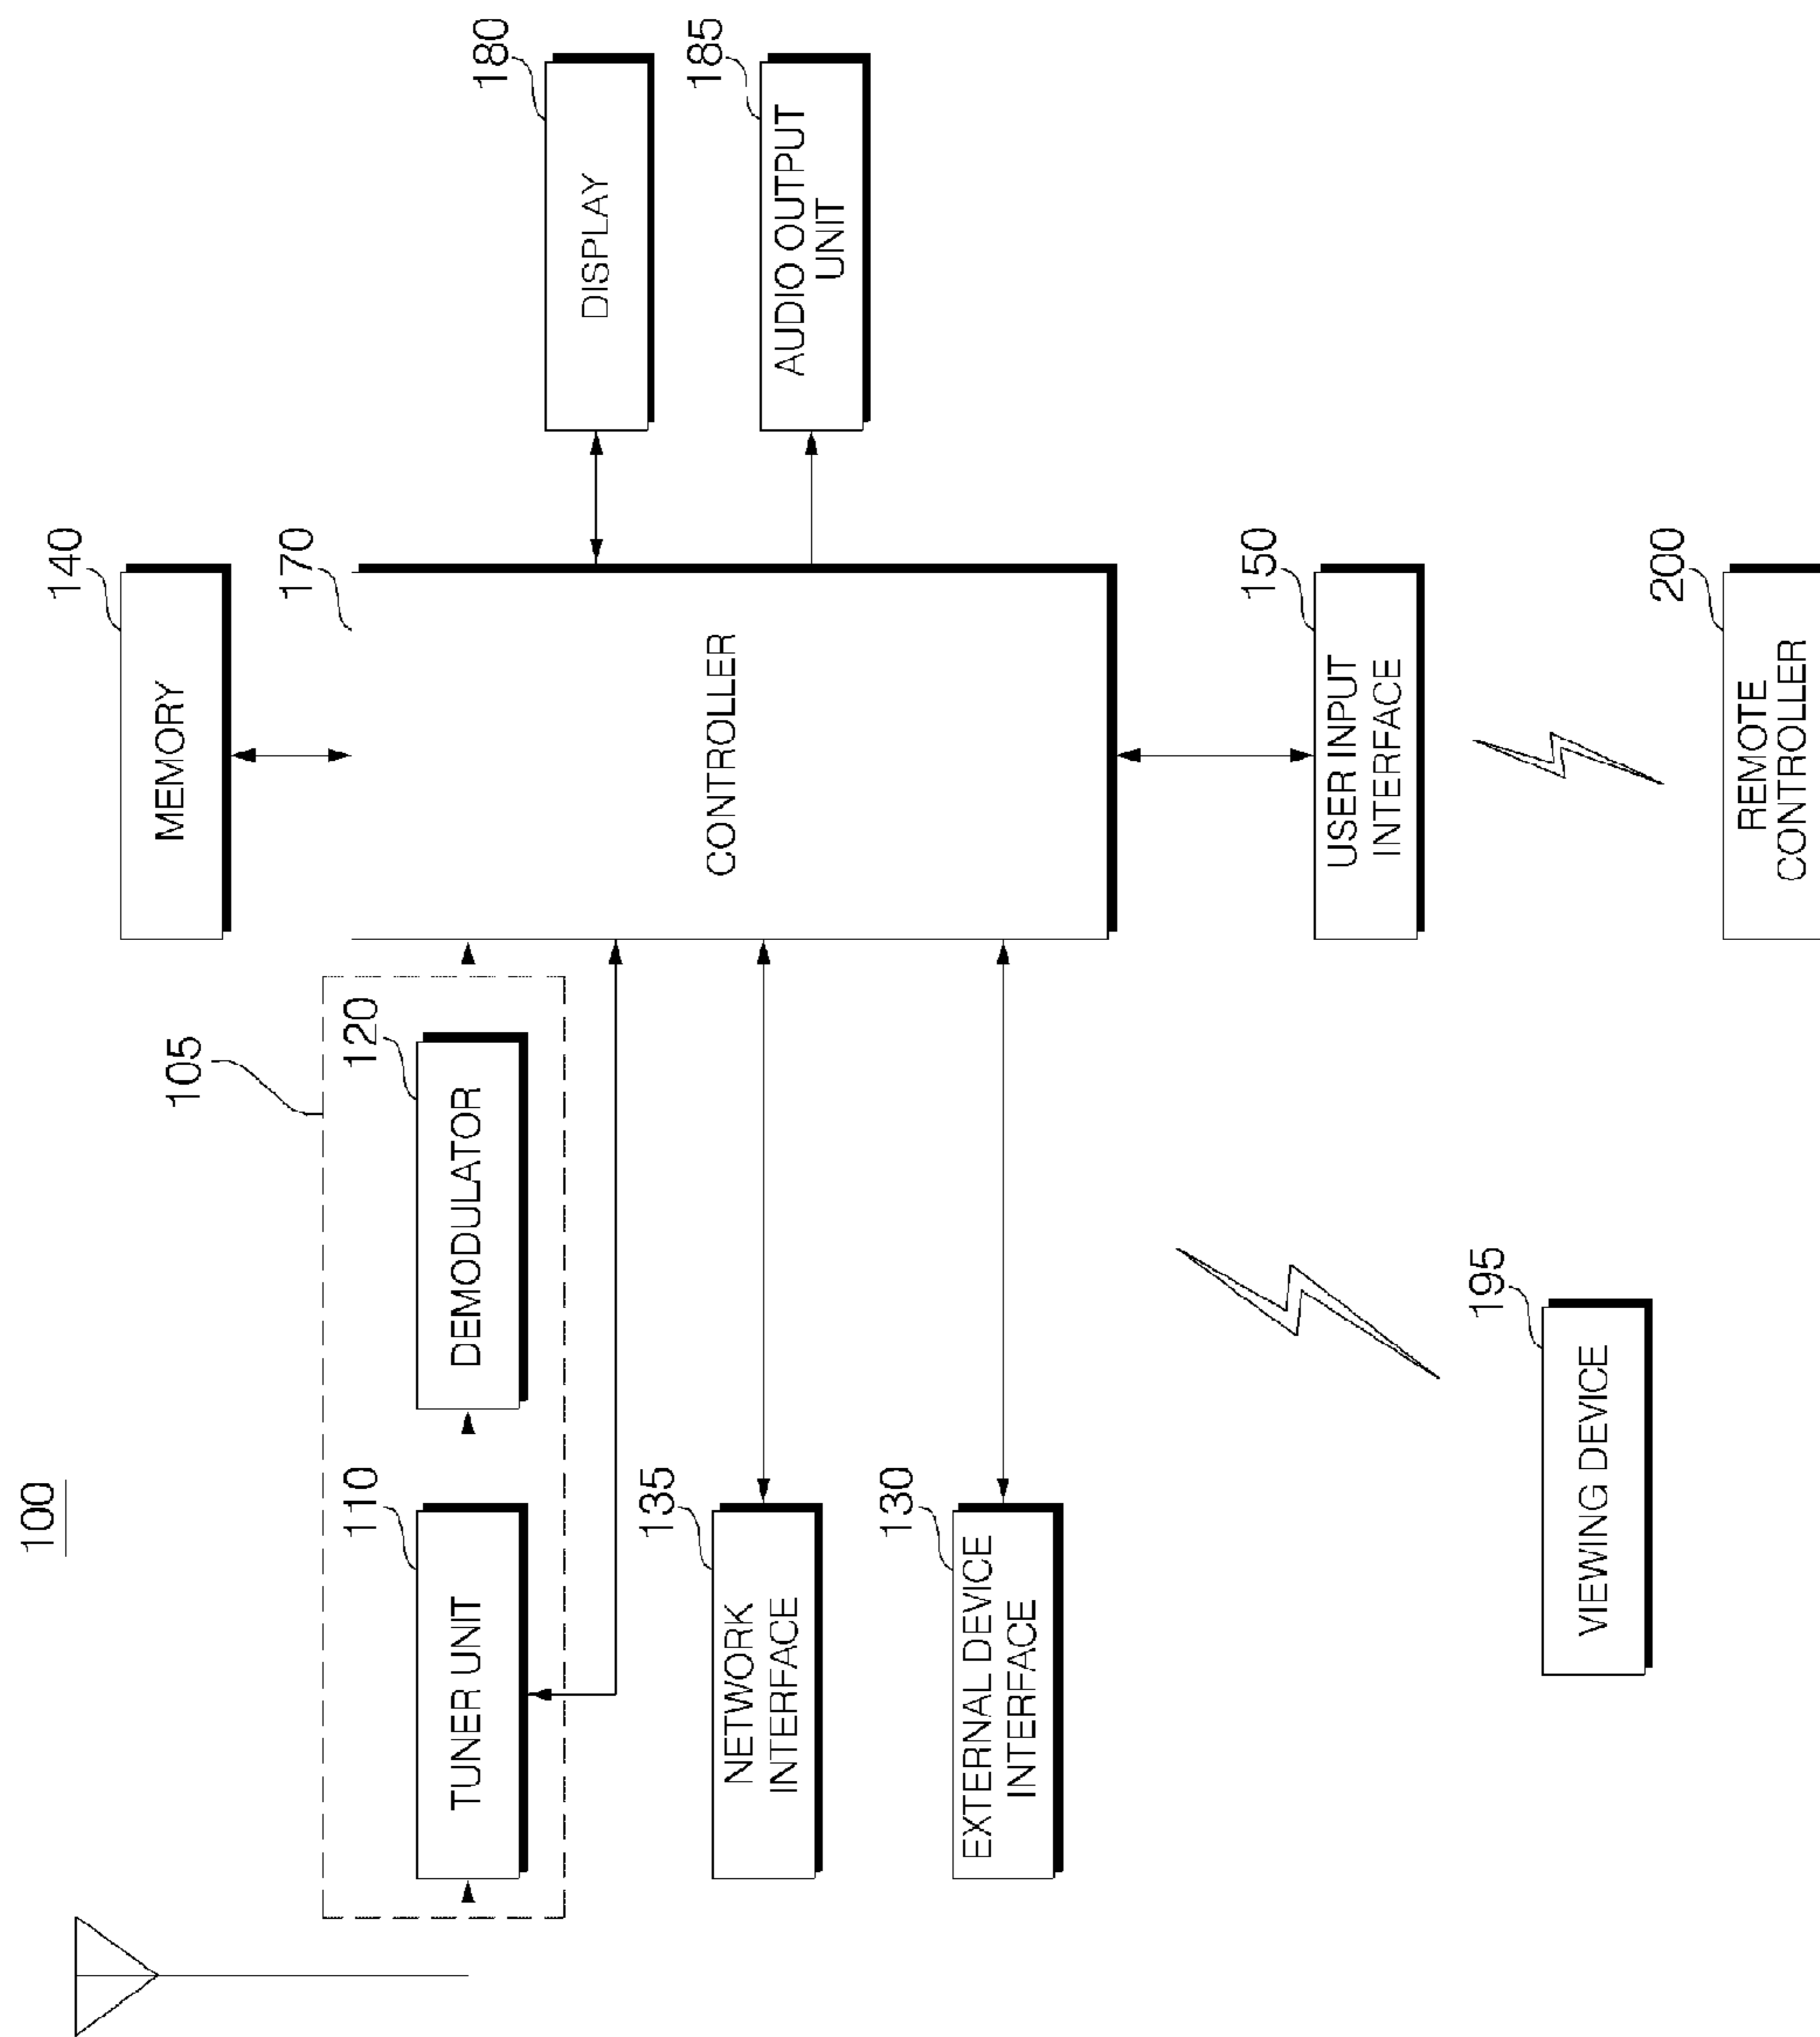 100
105
110
TUNER UNIT
120
DEMODULATOR
135
NETWORK
INTERFACE
130
EXTERNAL DEVICE
INTERFACE
195
VIEWING DEVICE
140
MEMORY
170
CONTROLLER
150
USER INPUT
INTERFACE
200
REMOTE
CONTROLLER
180
DISPLAY
185
AUDIO OUTPUT
UNIT